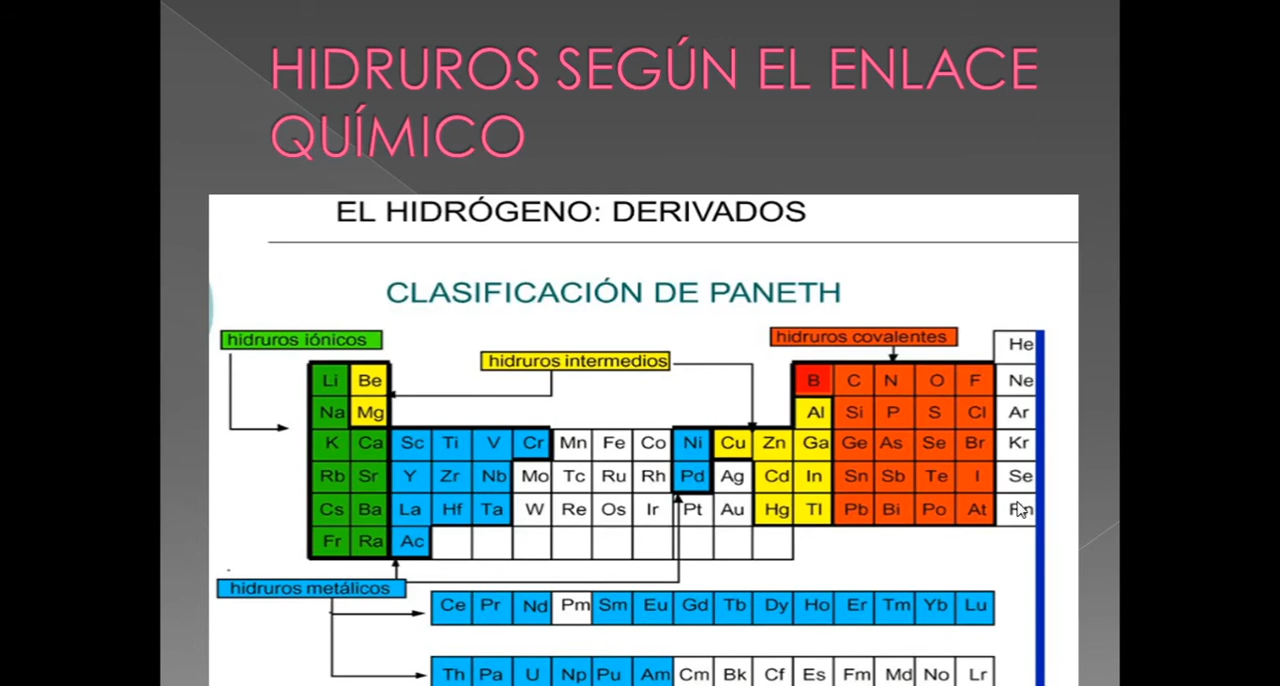 HIDRUROS SEGÚN EL ENLACE
QUÍMICO
EL HIDRÓGENO: DERIVADOS
CLASIFICACIÓN DE PANETH
hidruros iónicos
hidruros covalentes
He
hidruros intermedios
Li Be B C N O F Ne
Na Mg Al Si P S Cl Ar
K Ca Sc Ti V Cr Mn Fe Co Ni Cu Zn Ga Ge As Se Br Kr
Rb Sr Y Zr Nb Mo Tc Ru Rh Pd Ag Cd In Sn Sb Te I Se
Cs Ba La Hf Ta W Re Os Ir Pt Au Hg Tl Pb Bi Po At
Fr Ra Ac
hidruros metálicos
Ce Pr Nd Pm Sm Eu Gd Tb Dy Ho Er Tm Yb Lu
Th Pa U Np Pu Am Cm Bk Cf Es Fm Md No Lr